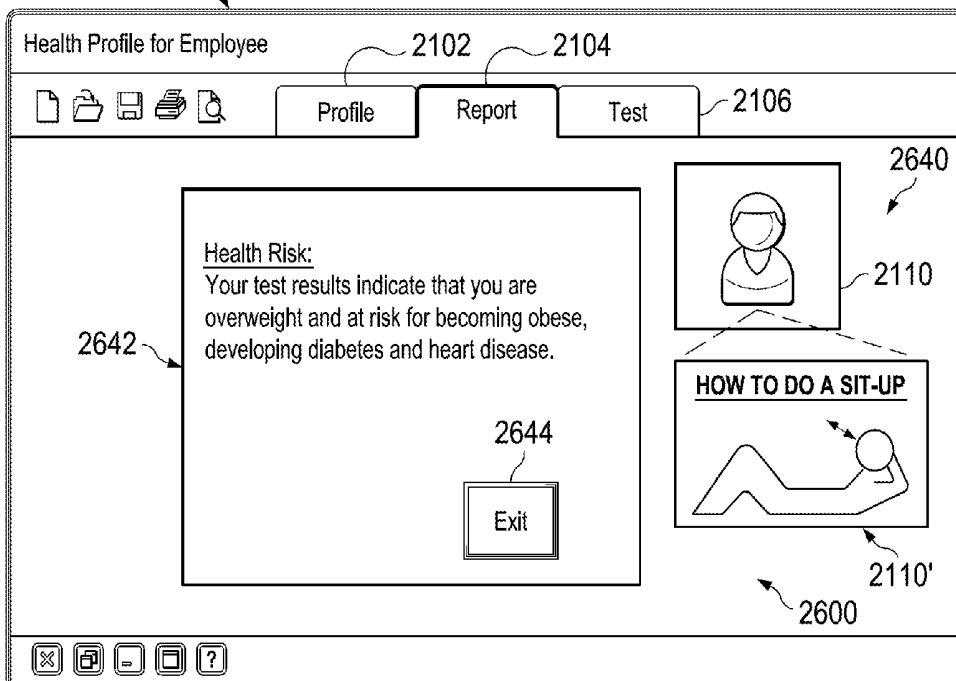 Health Profile for Employee
2102
2104
Profile
Report
Test
2106
2640
Health Risk:
Your test results indicate that you are
overweight and at risk for becoming obese,
developing diabetes and heart disease.
2110
2642
HOW TO DO A SIT-UP
2644
Exit
2110'
2600
?